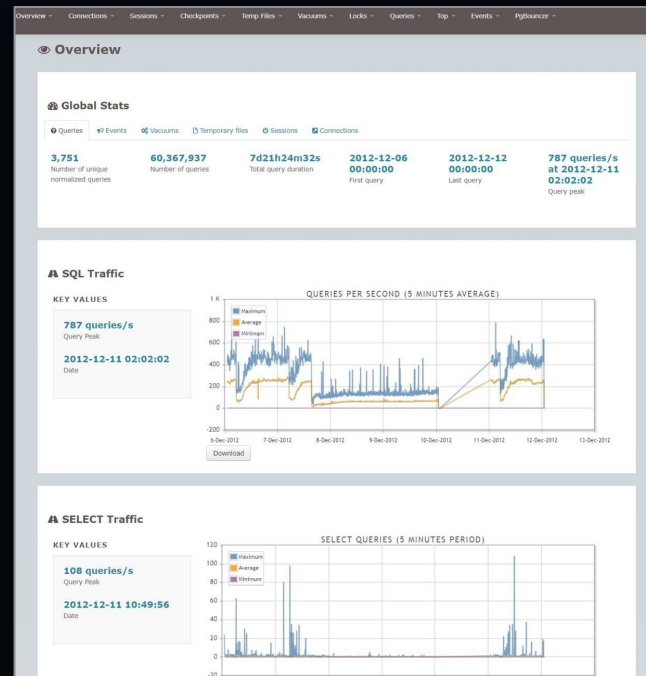 Overview Connections Sessions Checkpoints Temp Files Vacuums Locks Queries Top Events PgBouncer
Overview
Global Stats
Queries Events Vacuums Temporary files Sessions Connections
3,751
Number of unique
normalized queries
60,367,937
Number of queries
7d21h24m32s
Total query duration
2012-12-06
00:00:00
First query
2012-12-12
00:00:00
Last query
787 queries/s
at 2012-12-11
02:02:02
Query peak
SQL Traffic
KEY VALUES
787 queries/s
Query Peak
2012-12-11 02:02:02
Date
QUERIES PER SECOND (5 MINUTES AVERAGE)
Maximum
Average
Minimum
1 K
800
600
400
200
0
-200
6-Dec-2012 7-Dec-2012 8-Dec-2012 9-Dec-2012 10-Dec-2012 11-Dec-2012 12-Dec-2012 13-Dec-2012
Download
SELECT Traffic
KEY VALUES
108 queries/s
Query Peak
2012-12-11 10:49:56
Date
SELECT QUERIES (5 MINUTES PERIOD)
Maximum
Average
Minimum
120
100
80
60
40
20
0
-20